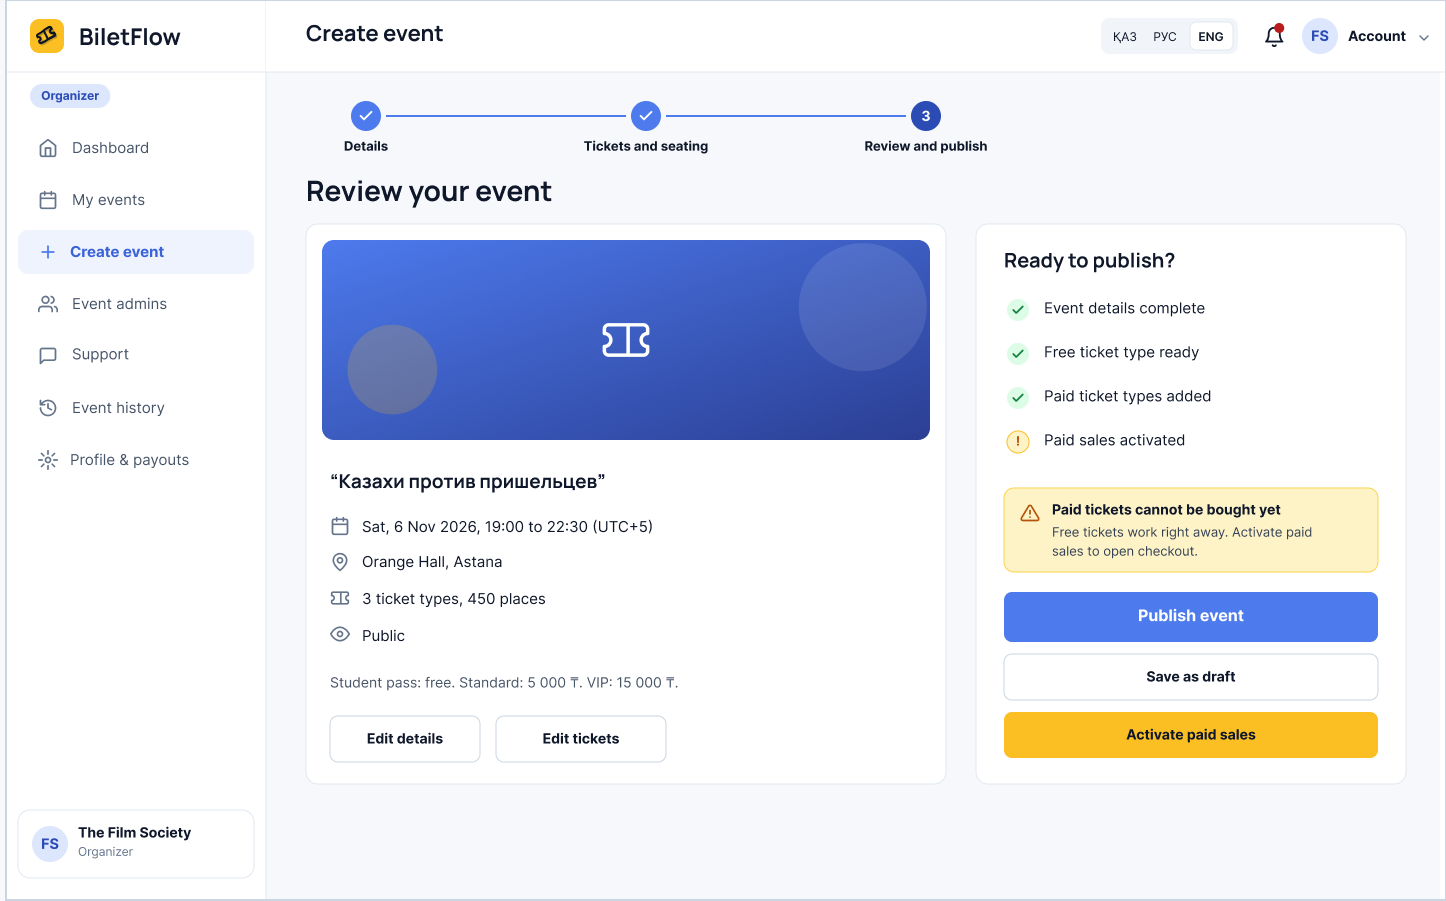 BiletFlow
Create event
ҚАЗ
РУС
ENG
FS
Account
Organizer
Dashboard
My events
Create event
Event admins
Support
Event history
Profile & payouts
FS
The Film Society
Organizer
3
Details
Tickets and seating
Review and publish
Review your event
“Казахи против пришельцев”
Sat, 6 Nov 2026, 19:00 to 22:30 (UTC+5)
Orange Hall, Astana
3 ticket types, 450 places
Public
Student pass: free. Standard: 5 000 ₸. VIP: 15 000 ₸.
Edit details
Edit tickets
Ready to publish?
Event details complete
Free ticket type ready
Paid ticket types added
Paid sales activated
Paid tickets cannot be bought yet
Free tickets work right away. Activate paid
sales to open checkout.
Publish event
Save as draft
Activate paid sales